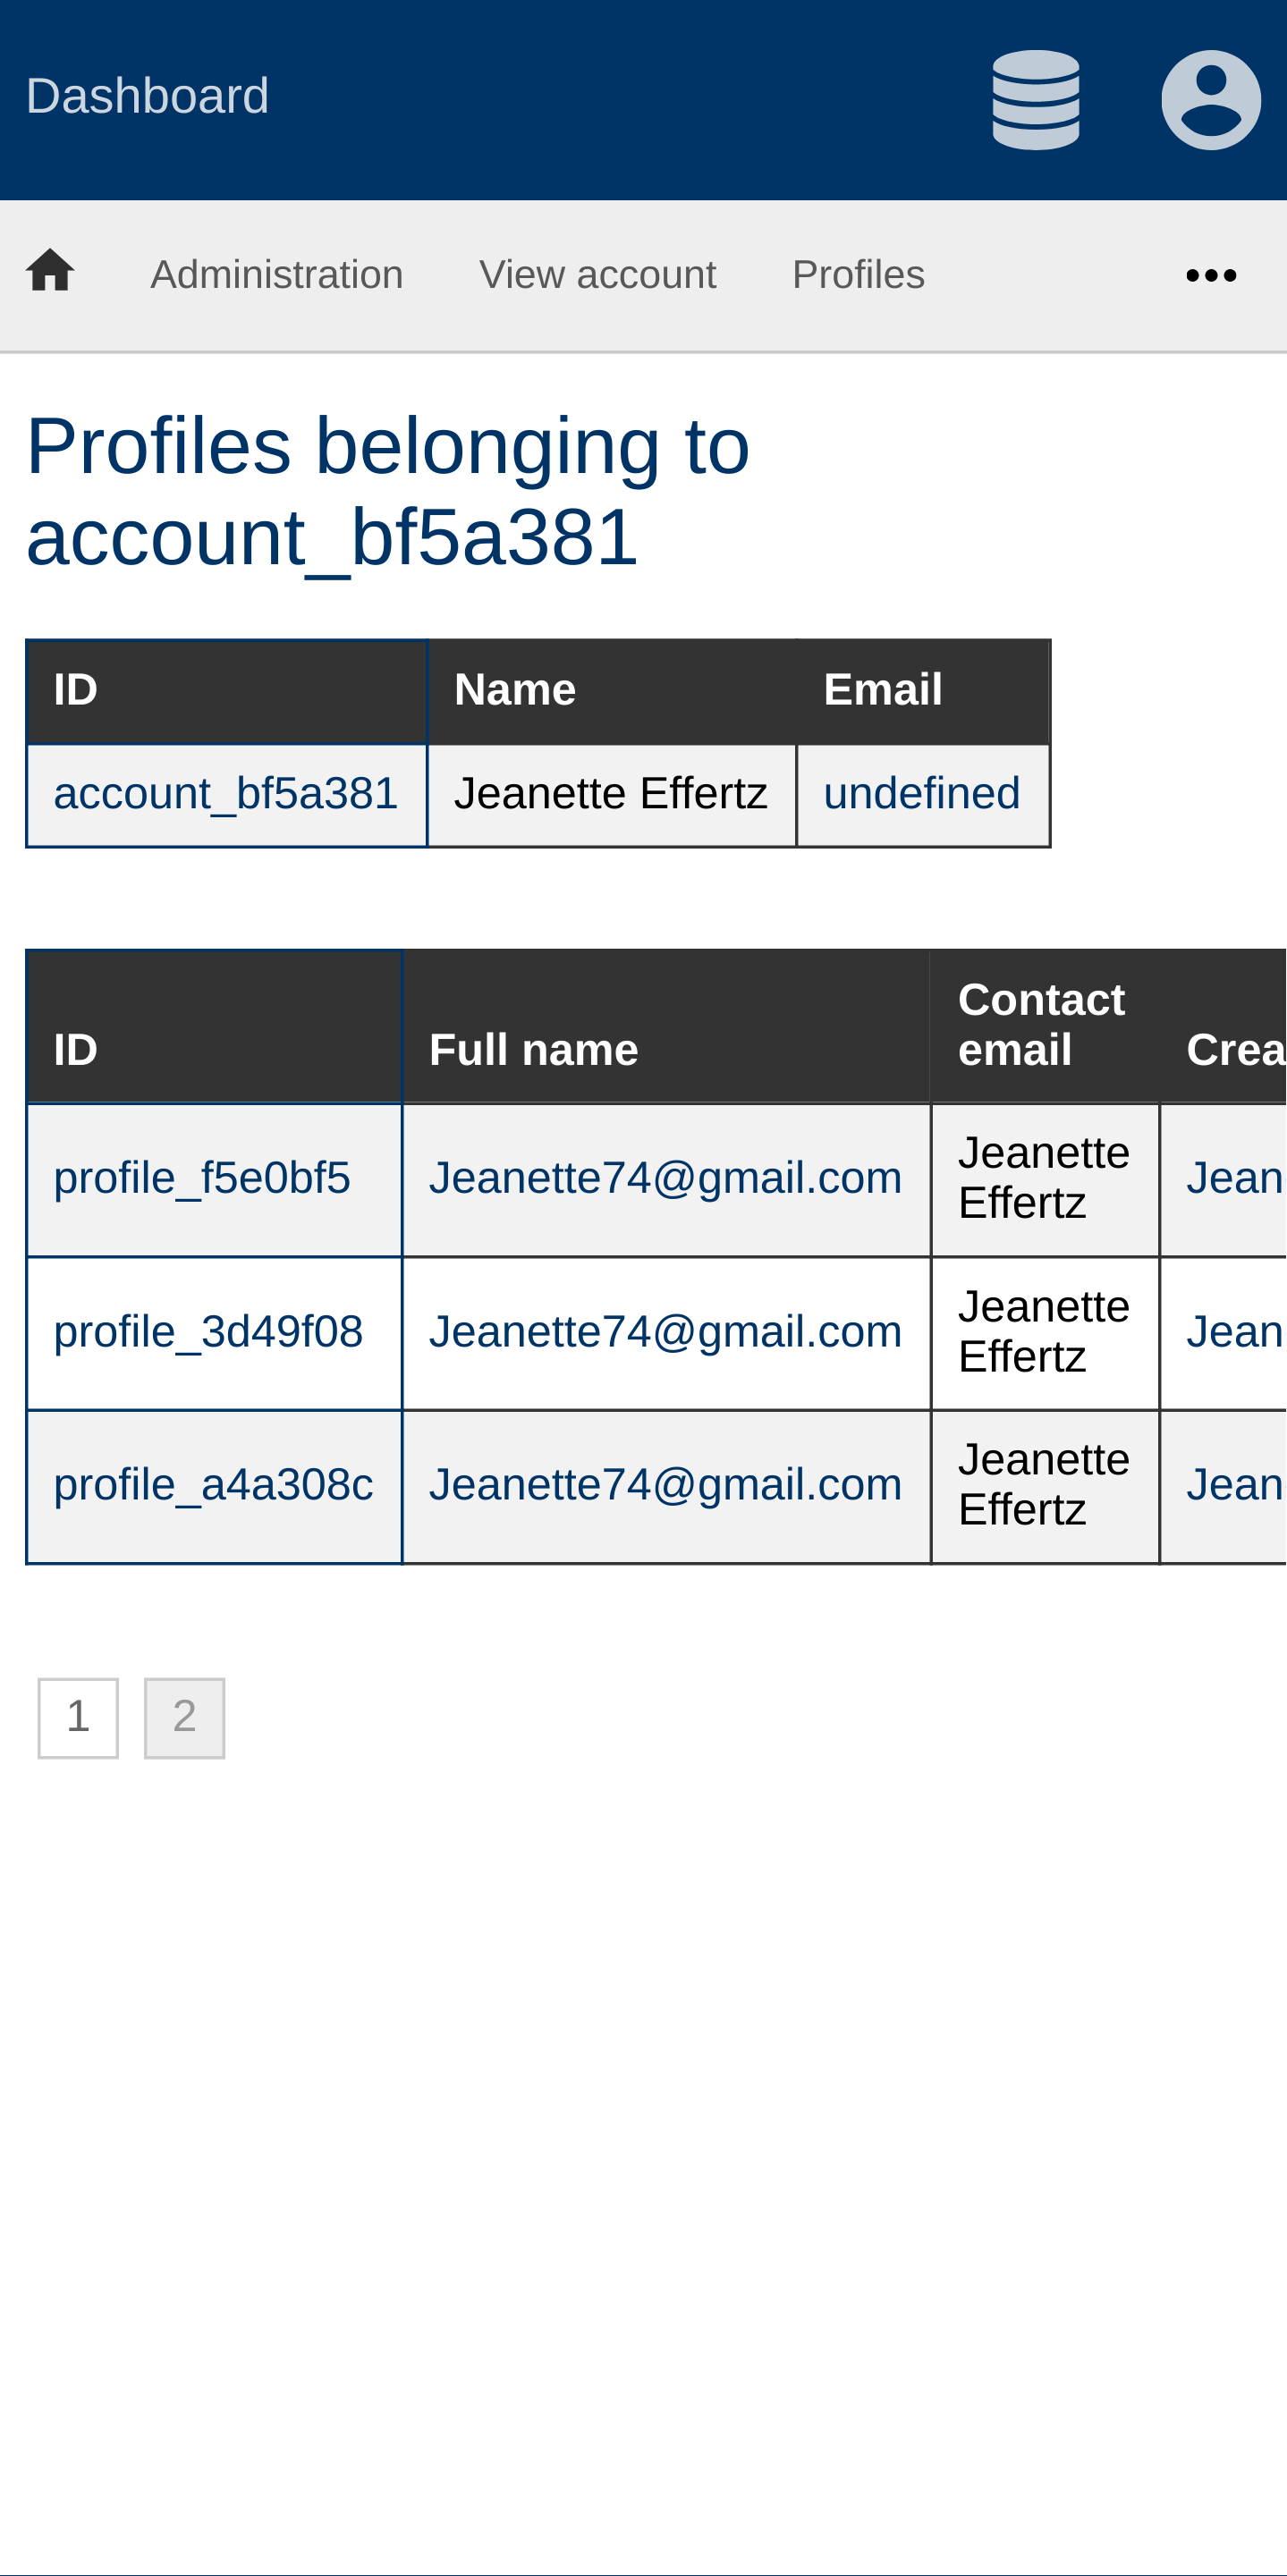 Dashboard
Administration View account Profiles
Profiles belonging to
account_bf5a381
ID Name Email
account_bf5a381 Jeanette Effertz undefined
ID Full name Contact email Crea
profile_f5e0bf5 Jeanette74@gmail.com Jeanette Effertz Jean
profile_3d49f08 Jeanette74@gmail.com Jeanette Effertz Jean
profile_a4a308c Jeanette74@gmail.com Jeanette Effertz Jean
1 2